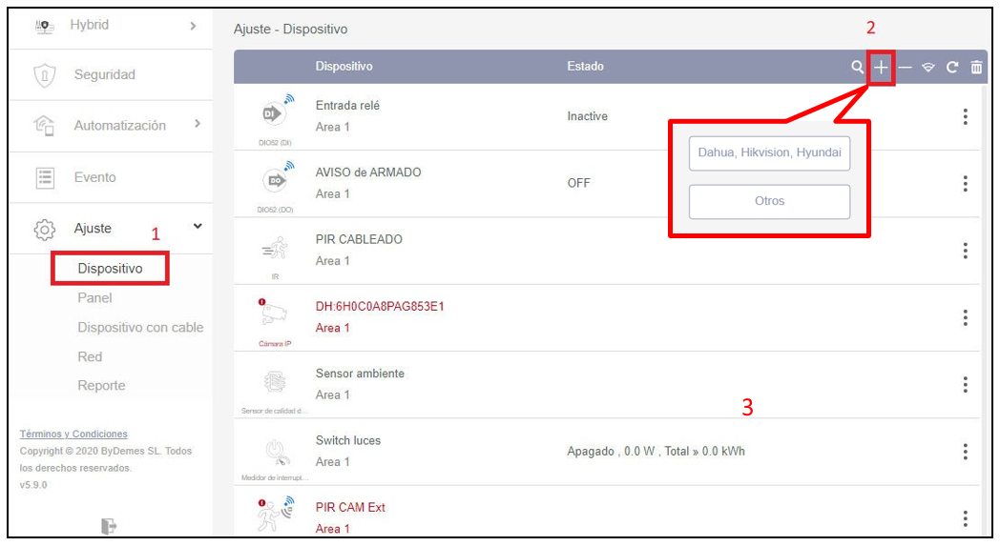 Hybrid
Seguridad
Automatización
Evento
Ajuste
1
Dispositivo
Panel
Dispositivo con cable
Red
Reporte
Términos y Condiciones
Copyright © 2020 ByDemes SL. Todos
los derechos reservados.
v5.9.0
Ajuste - Dispositivo
2
Dispositivo Estado
Entrada relé
Area 1
Inactive
DIO52 (DI)
Dahua, Hikvision, Hyundai
Otros
AVISO de ARMADO
Area 1
OFF
DIO52 (DO)
PIR CABLEADO
Area 1
IR
DH:6H0C0A8PAG853E1
Area 1
Cámara IP
Sensor ambiente
Area 1
Sensor de calidad d...
3
Switch luces
Area 1
Apagado , 0.0 W , Total » 0.0 kWh
Medidor de interrupt...
PIR CAM Ext
Area 1